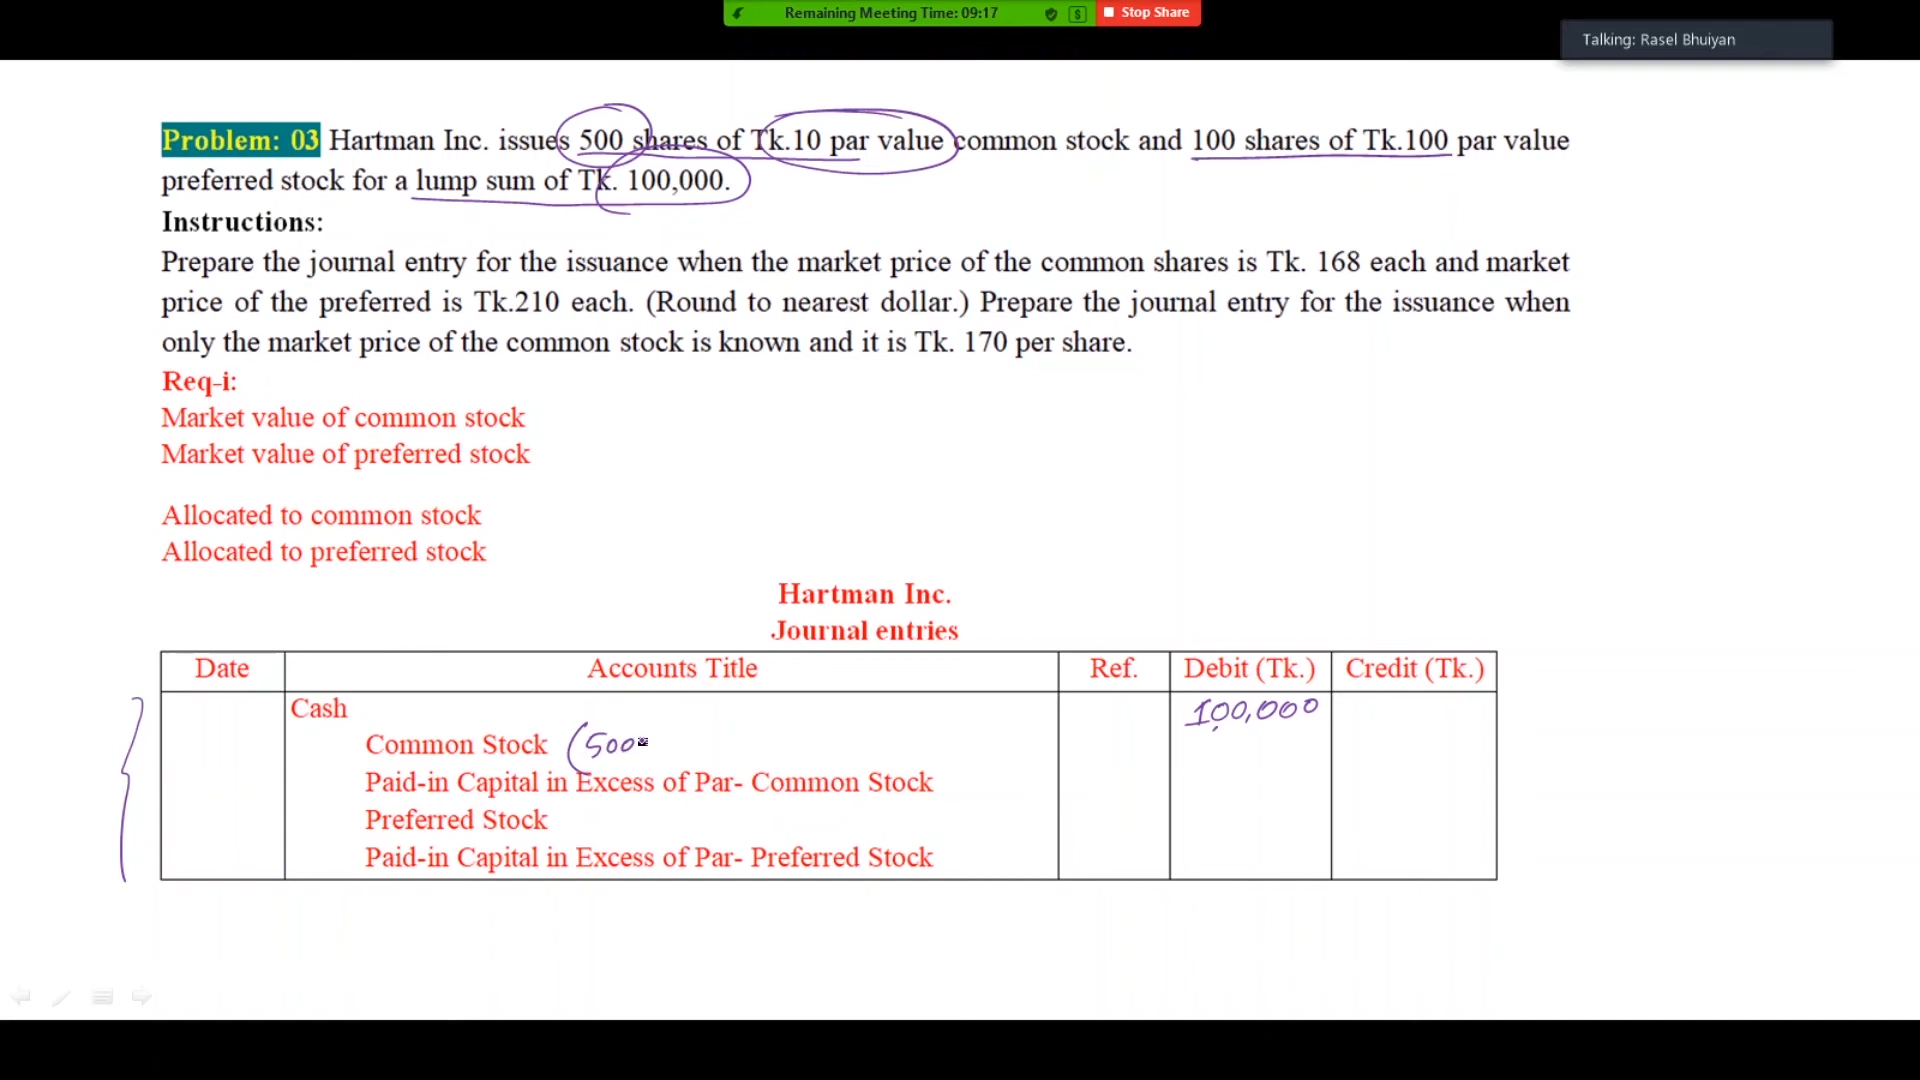 Remaining Meeting Time: 09:17
$
Stop Share
Talking: Rasel Bhuiyan
Problem: 03 Hartman Inc. issues 500 shares of Tk.10 par value common stock and 100 shares of Tk.100 par value
preferred stock for a lump sum of Tk. 100,000.
Instructions:
Prepare the journal entry for the issuance when the market price of the common shares is Tk. 168 each and market
price of the preferred is Tk.210 each. (Round to nearest dollar.) Prepare the journal entry for the issuance when
only the market price of the common stock is known and it is Tk. 170 per share.
Req-i:
Market value of common stock
Market value of preferred stock
Allocated to common stock
Allocated to preferred stock
Hartman Inc.
Journal entries
Date Accounts Title Ref. Debit (Tk.) Credit (Tk.)
Cash 100,000
Common Stock (500
Paid-in Capital in Excess of Par- Common Stock
Preferred Stock
Paid-in Capital in Excess of Par- Preferred Stock